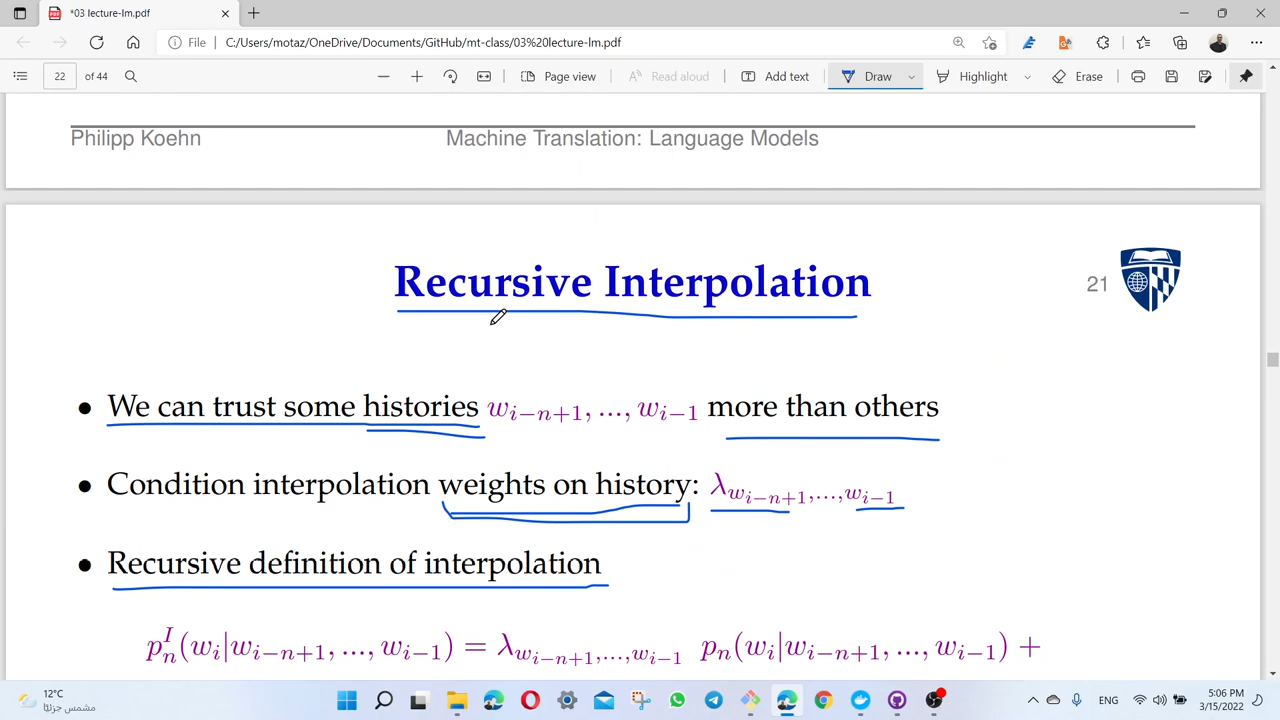 *03 lecture-lm.pdf
File C:/Users/motaz/OneDrive/Documents/GitHub/mt-class/03%20lecture-lm.pdf
22 of 44 Page view Read aloud Add text Draw Highlight Erase
Philipp Koehn Machine Translation: Language Models
Recursive Interpolation 21
• We can trust some histories w_{i−n+1}, ..., w_{i−1} more than others
• Condition interpolation weights on history: λ_{w_{i−n+1},...,w_{i−1}}
• Recursive definition of interpolation
p_n^I(w_i|w_{i−n+1}, ..., w_{i−1}) = λ_{w_{i−n+1},...,w_{i−1}} p_n(w_i|w_{i−n+1}, ..., w_{i−1}) +
12°C
مشمس جزئيًا
ENG
5:06 PM
3/15/2022